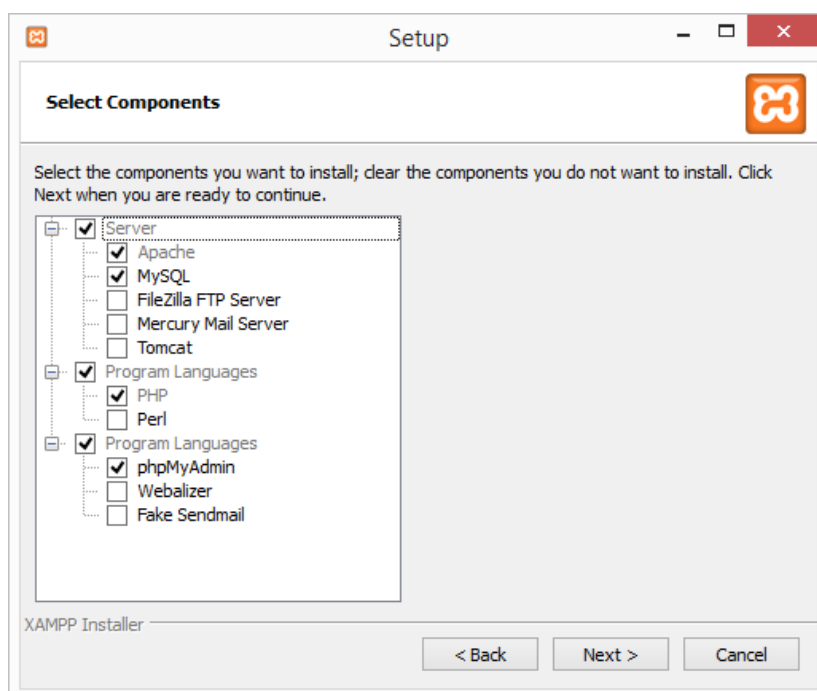 Setup
Select Components
Select the components you want to install; clear the components you do not want to install. Click
Next when you are ready to continue.
Server
Apache
MySQL
FileZilla FTP Server
Mercury Mail Server
Tomcat
Program Languages
PHP
Perl
Program Languages
phpMyAdmin
Webalizer
Fake Sendmail
XAMPP Installer
< Back
Next >
Cancel